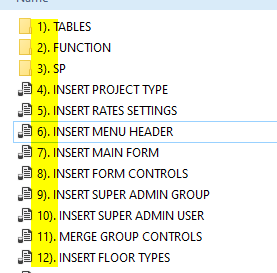 1). TABLES
2). FUNCTION
3). SP
4). INSERT PROJECT TYPE
5). INSERT RATES SETTINGS
6). INSERT MENU HEADER
7). INSERT MAIN FORM
8). INSERT FORM CONTROLS
9). INSERT SUPER ADMIN GROUP
10). INSERT SUPER ADMIN USER
11). MERGE GROUP CONTROLS
12). INSERT FLOOR TYPES